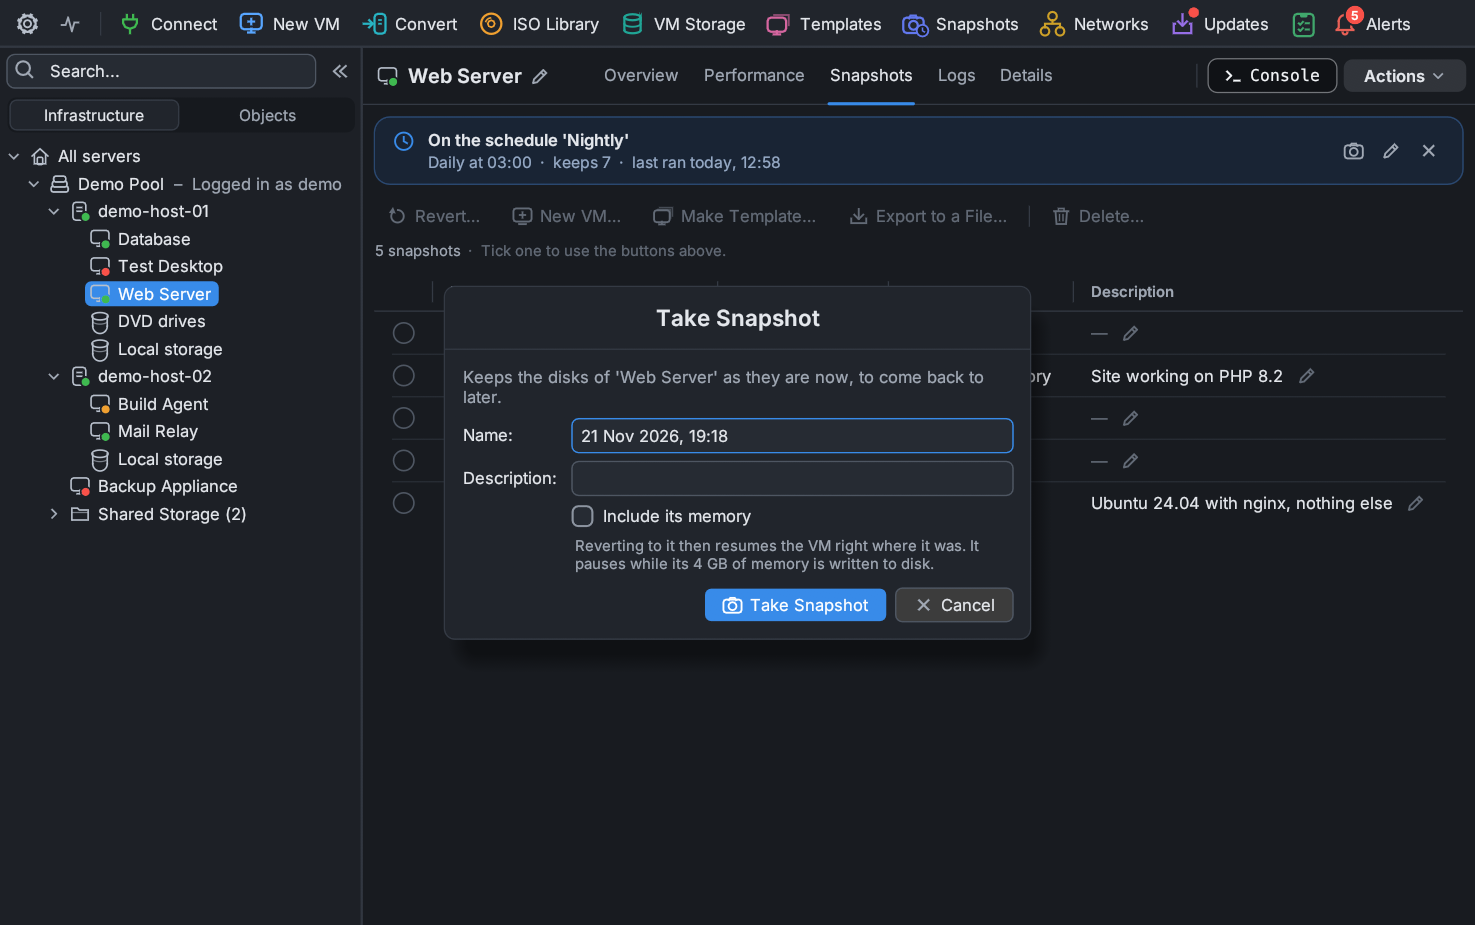 Connect
New VM
Convert
ISO Library
VM Storage
Templates
Snapshots
Networks
Updates
5
Alerts
Search...
Infrastructure
Objects
All servers
Demo Pool – Logged in as demo
demo-host-01
Database
Test Desktop
Web Server
DVD drives
Local storage
demo-host-02
Build Agent
Mail Relay
Local storage
Backup Appliance
Shared Storage (2)
Web Server
Overview
Performance
Snapshots
Logs
Details
Console
Actions
On the schedule 'Nightly'
Daily at 03:00 · keeps 7 · last ran today, 12:58
Revert...
New VM...
Make Template...
Export to a File...
Delete...
5 snapshots · Tick one to use the buttons above.
Description
—
Site working on PHP 8.2
—
—
Ubuntu 24.04 with nginx, nothing else
Take Snapshot
Keeps the disks of 'Web Server' as they are now, to come back to
later.
Name:
21 Nov 2026, 19:18
Description:
Include its memory
Reverting to it then resumes the VM right where it was. It
pauses while its 4 GB of memory is written to disk.
Take Snapshot
Cancel